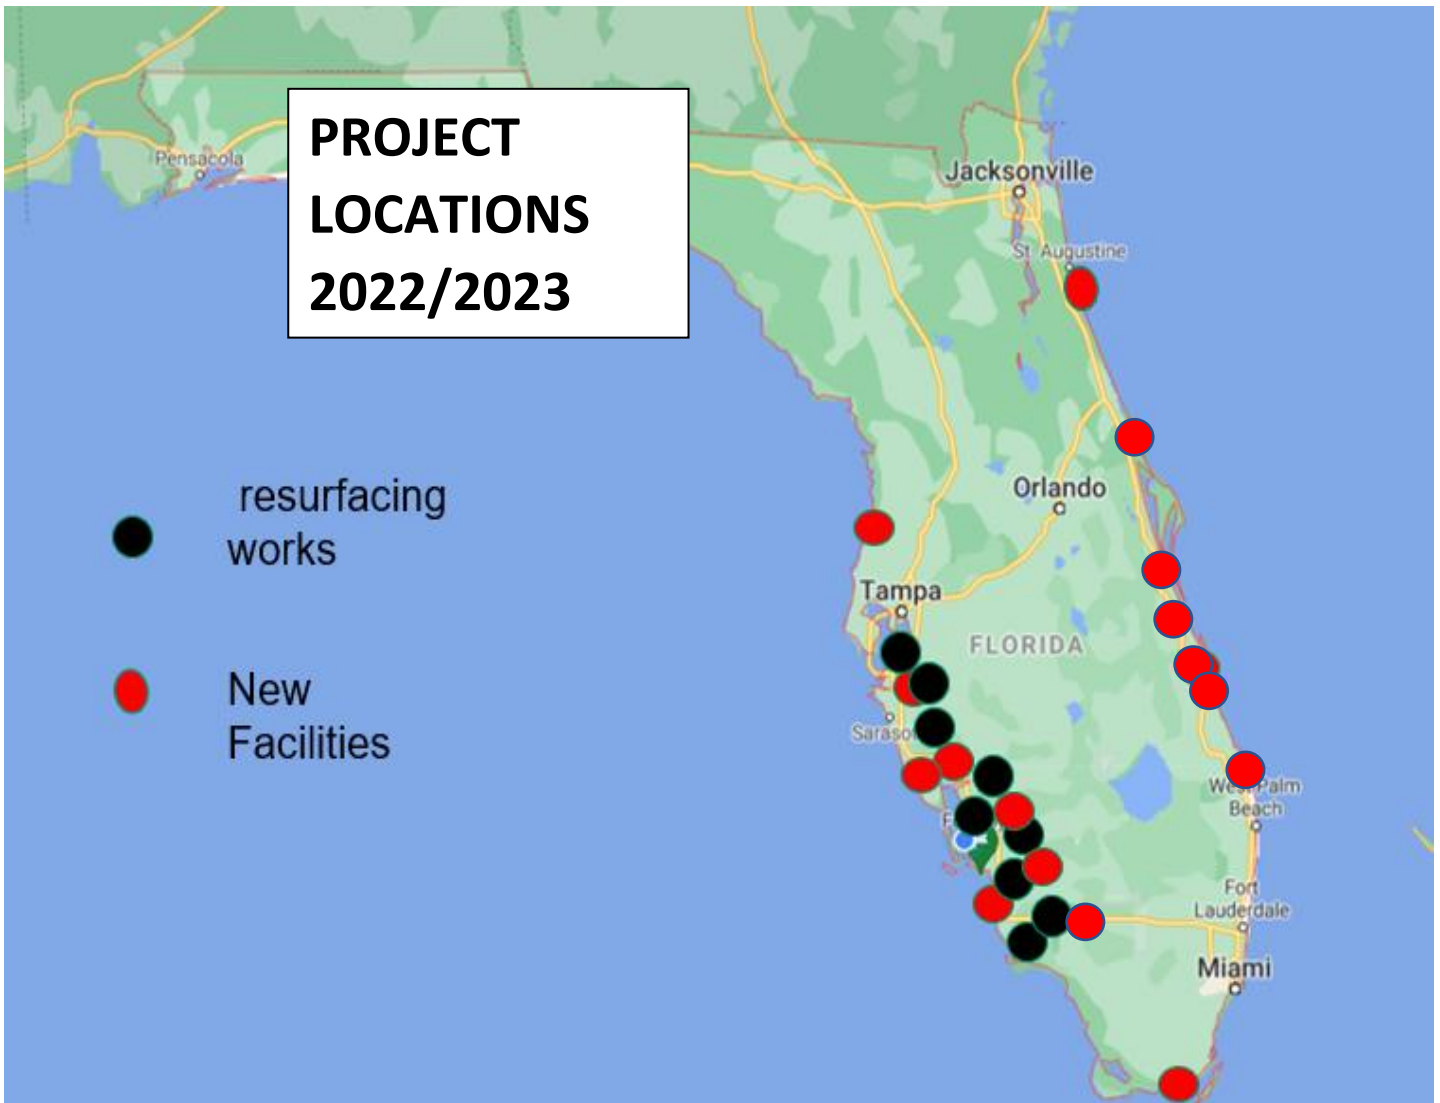 PROJECT
LOCATIONS
2022/2023
Pensacola
Jacksonville
St Augustine
resurfacing
works
Orlando
Tampa
FLORIDA
New
Facilities
West Palm
Beach
Fort
Lauderdale
Miami